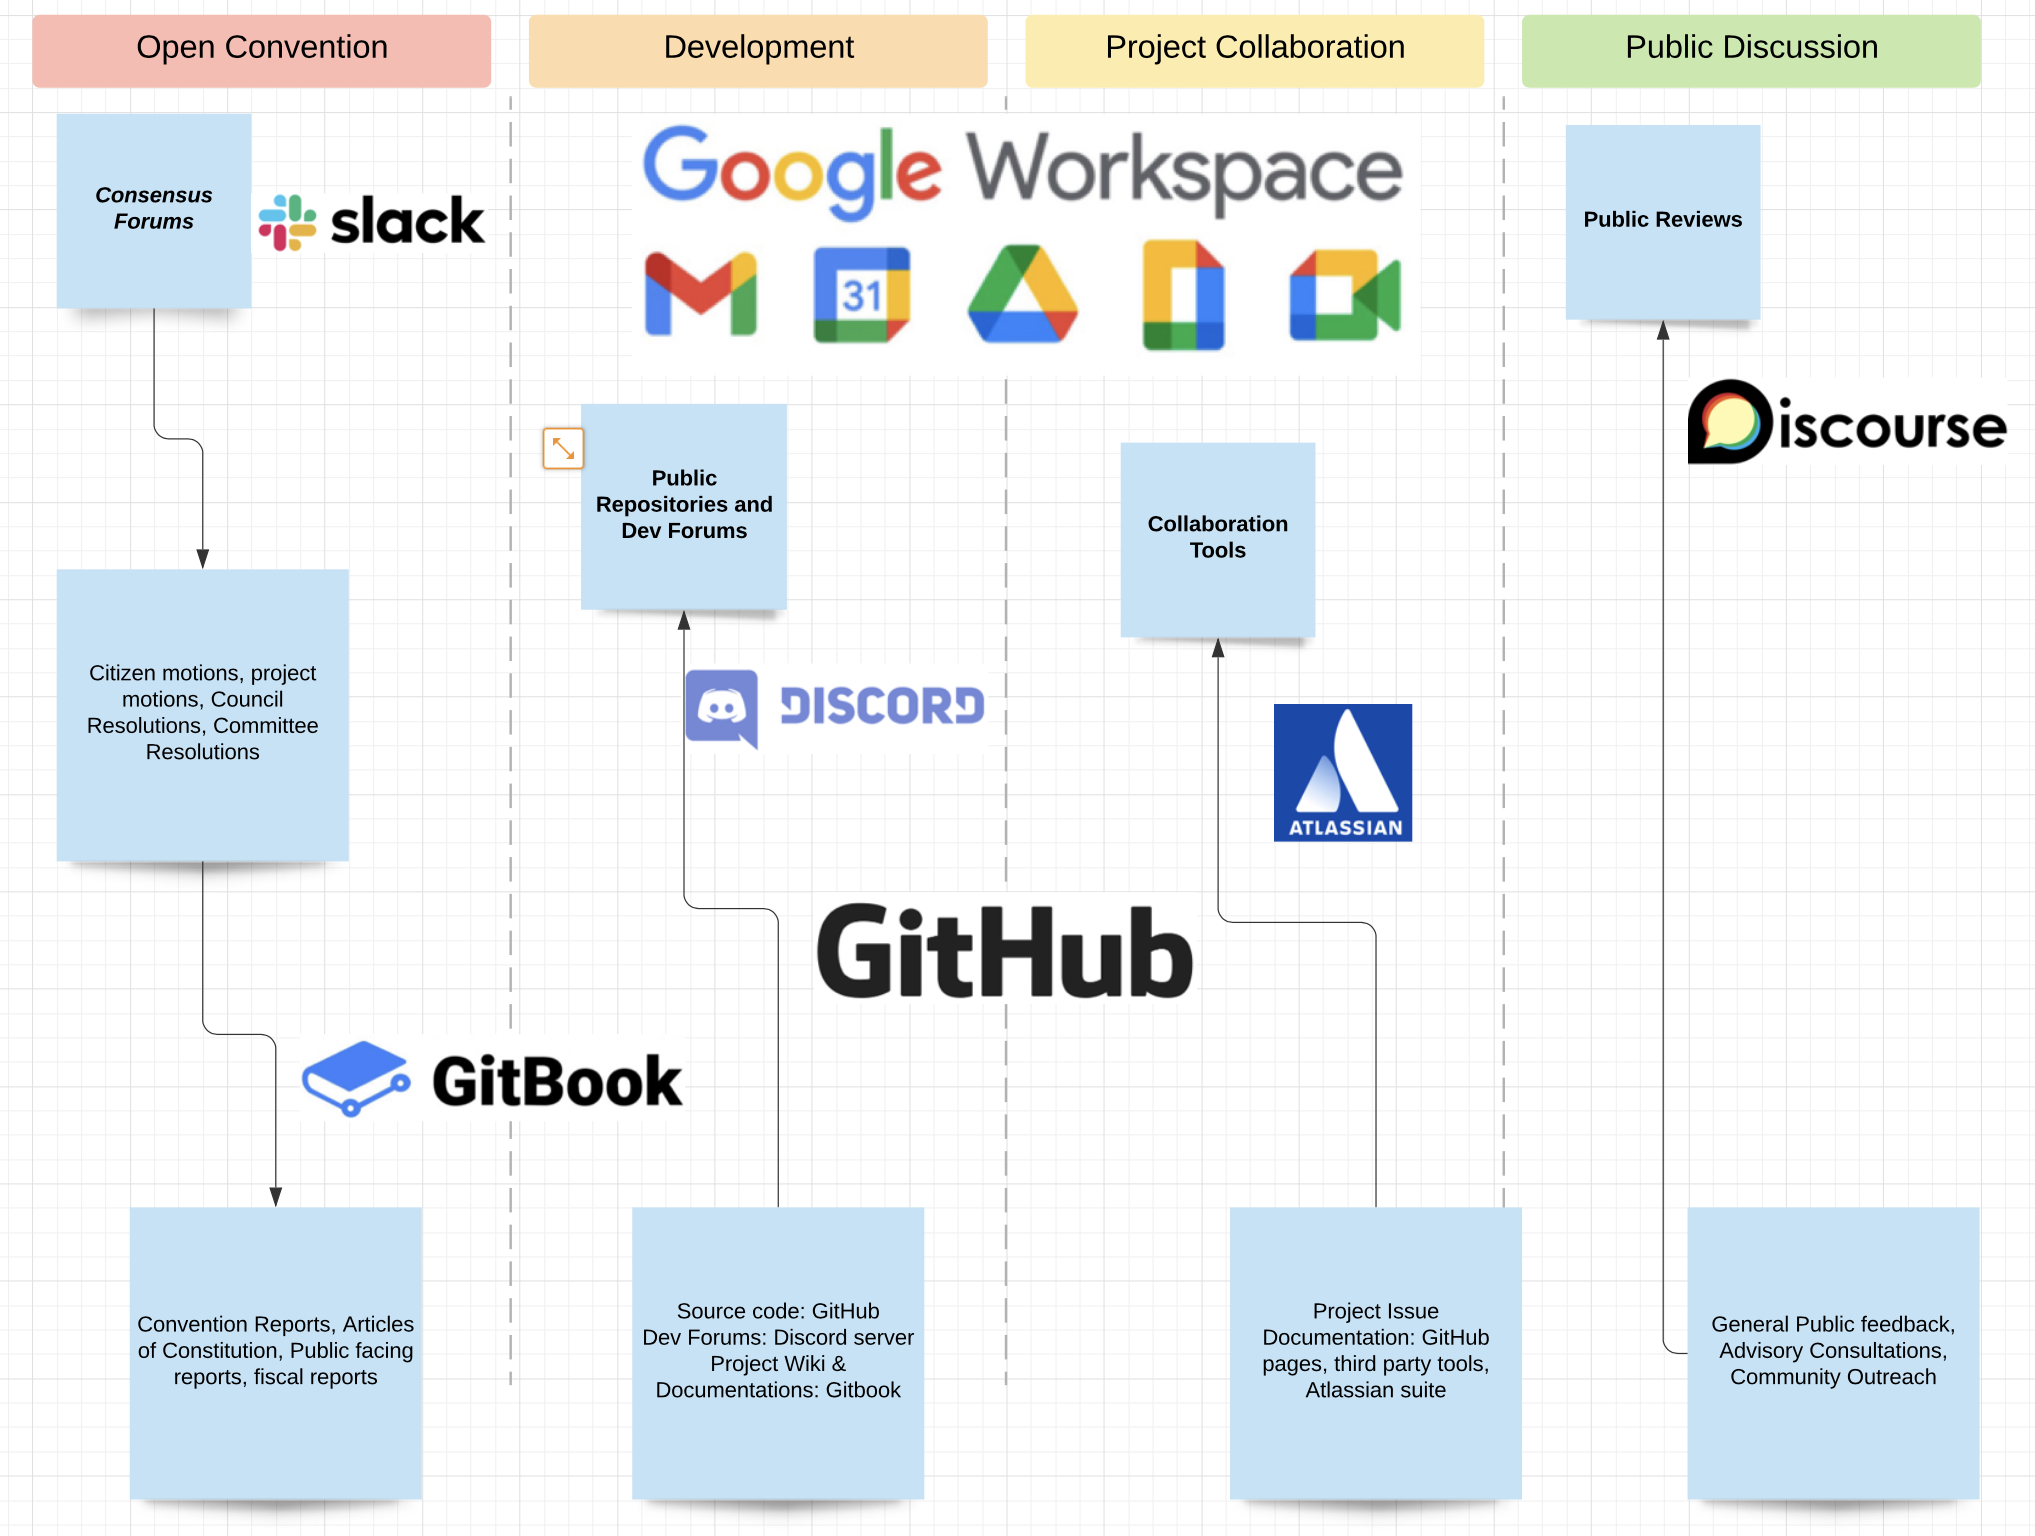 Open Convention
Development
Project Collaboration
Public Discussion
Consensus
Forums
slack
Google Workspace
31
Public Reviews
iscourse
Public
Repositories and
Dev Forums
Collaboration
Tools
Citizen motions, project
motions, Council
Resolutions, Committee
Resolutions
DISCORD
ATLASSIAN
GitHub
GitBook
Convention Reports, Articles
of Constitution, Public facing
reports, fiscal reports
Source code: GitHub
Dev Forums: Discord server
Project Wiki &
Documentations: Gitbook
Project Issue
Documentation: GitHub
pages, third party tools,
Atlassian suite
General Public feedback,
Advisory Consultations,
Community Outreach